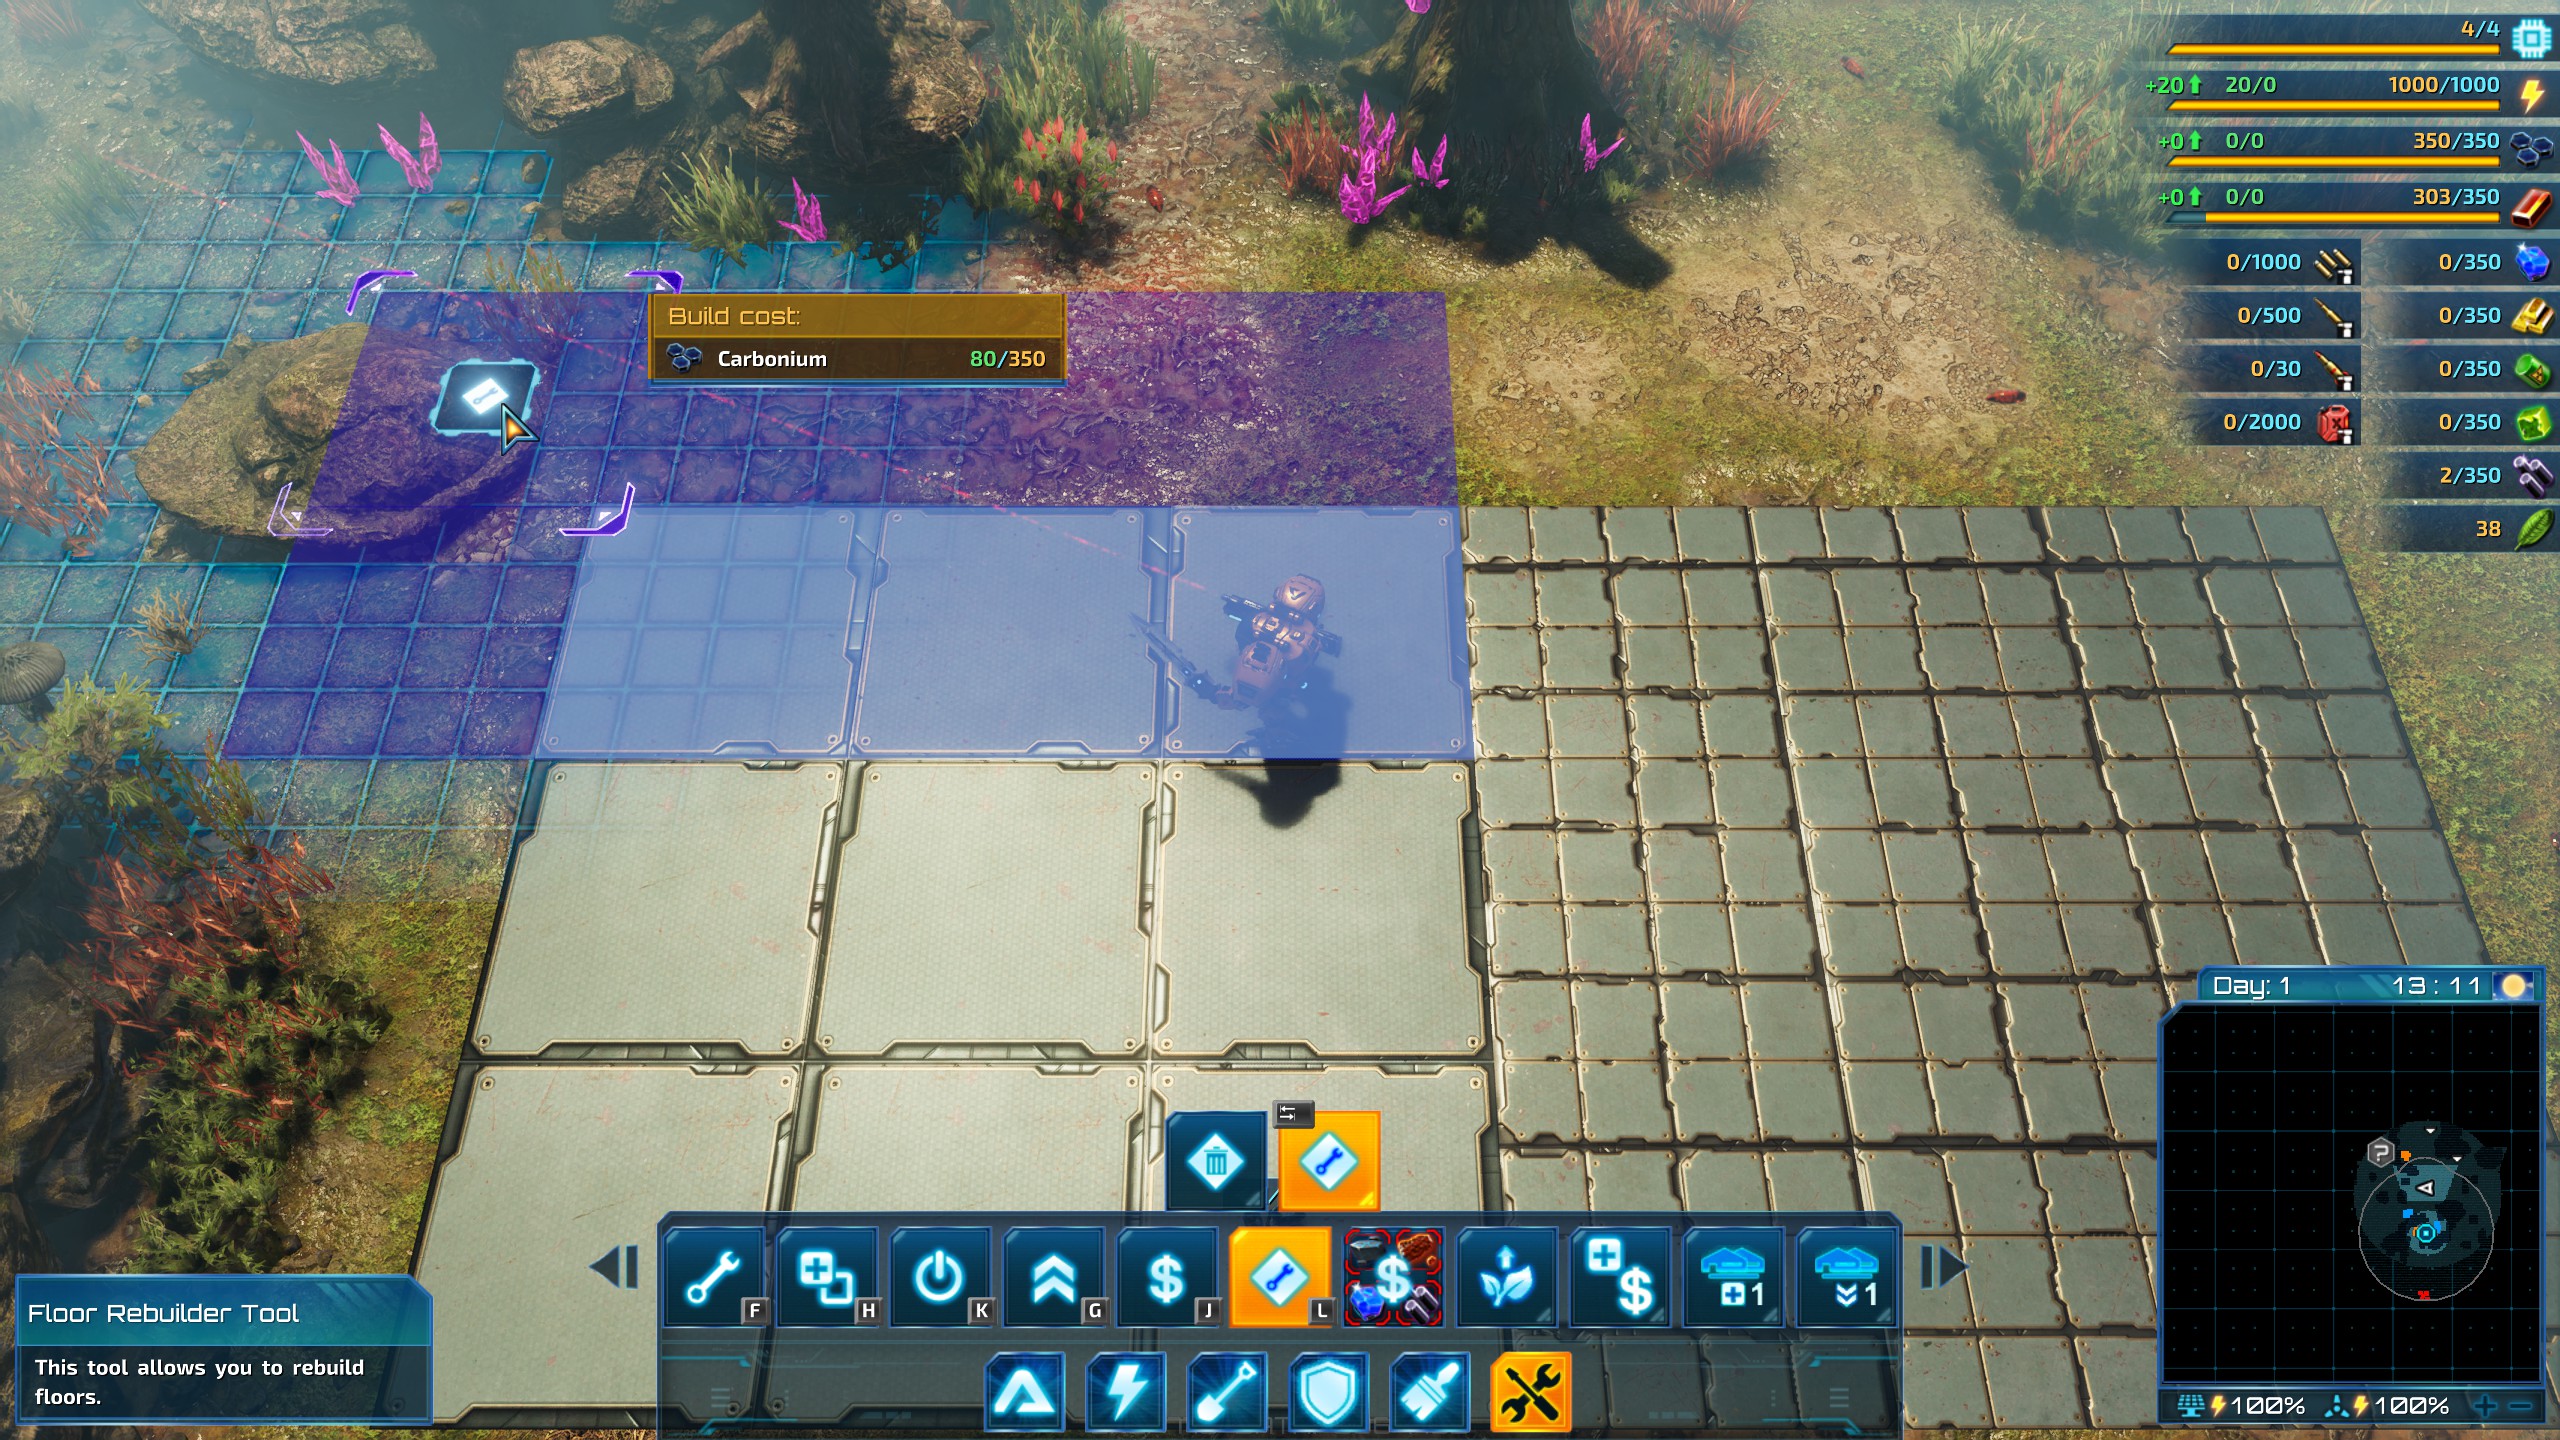 4/4
+20 20/0 1000/1000
+0 0/0 350/350
+0 0/0 303/350
0/1000 0/350
0/500 0/350
0/30 0/350
0/2000 0/350
2/350
38
Build cost:
Carbonium 80/350
Day: 1 13:11
?
F H K G $ J L $ $ 1 1
Floor Rebuilder Tool
This tool allows you to rebuild
floors.
100% 100%